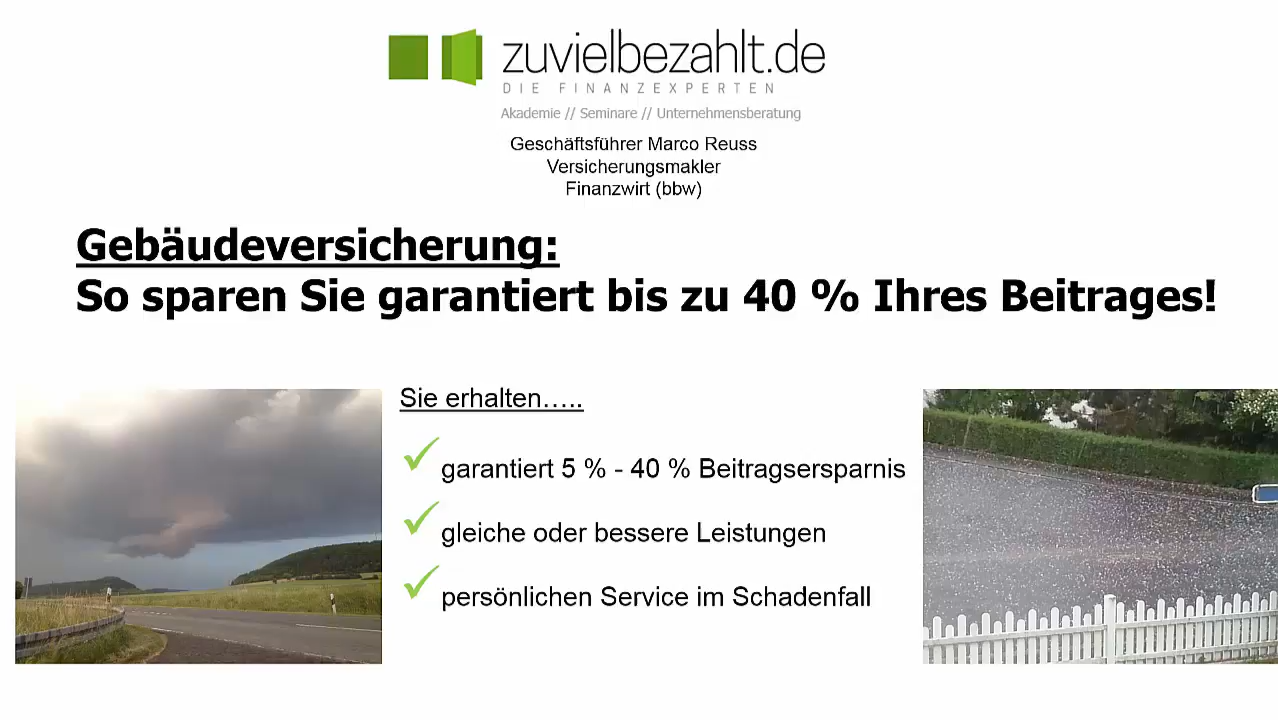 zuvielbezahlt.de
DIE FINANZEXPERTEN
Akademie // Seminare // Unternehmensberatung
Geschäftsführer Marco Reuss
Versicherungsmakler
Finanzwirt (bbw)
Gebäudeversicherung:
So sparen Sie garantiert bis zu 40 % Ihres Beitrages!
Sie erhalten…..
garantiert 5 % - 40 % Beitragsersparnis
gleiche oder bessere Leistungen
persönlichen Service im Schadenfall